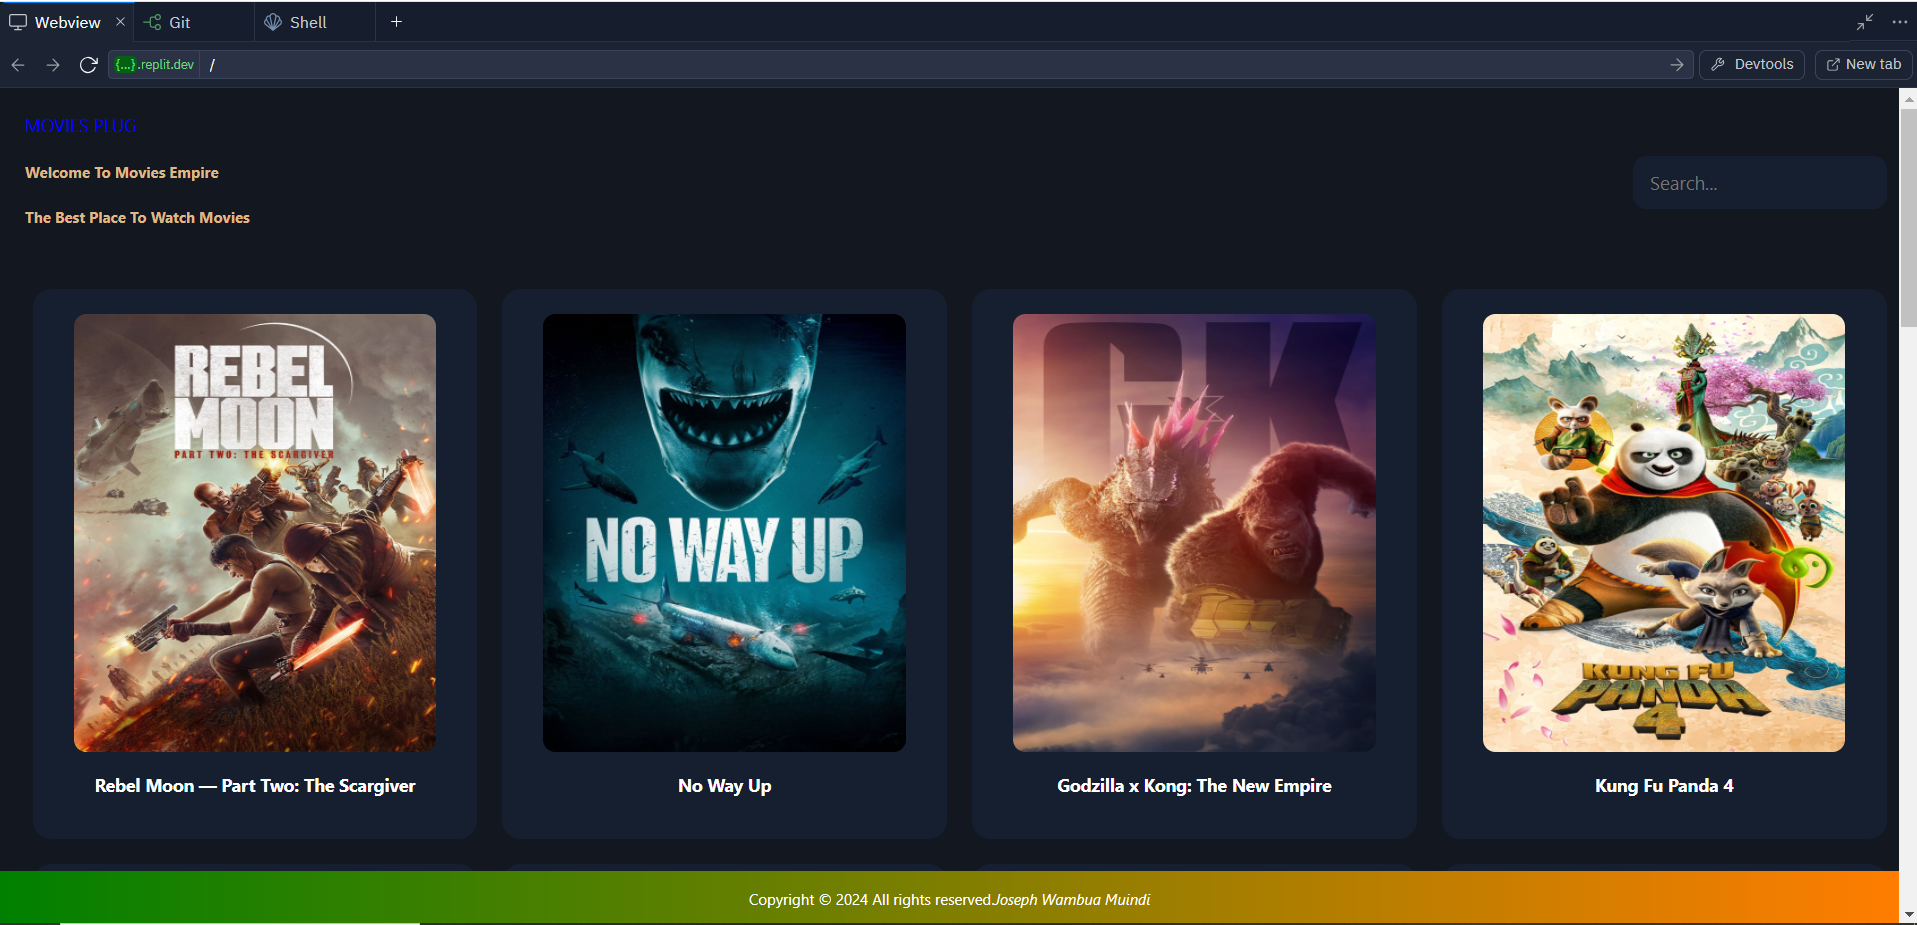 Webview
Git
Shell
{...}.replit.dev /
Devtools
New tab
MOVIES PLUG
Welcome To Movies Empire
The Best Place To Watch Movies
Search...
REBEL
MOON
PART TWO: THE SCARGIVER
NO WAY UP
GK
KUNG FU
PANDA
4
Rebel Moon — Part Two: The Scargiver
No Way Up
Godzilla x Kong: The New Empire
Kung Fu Panda 4
Copyright © 2024 All rights reserved.Joseph Wambua Muindi